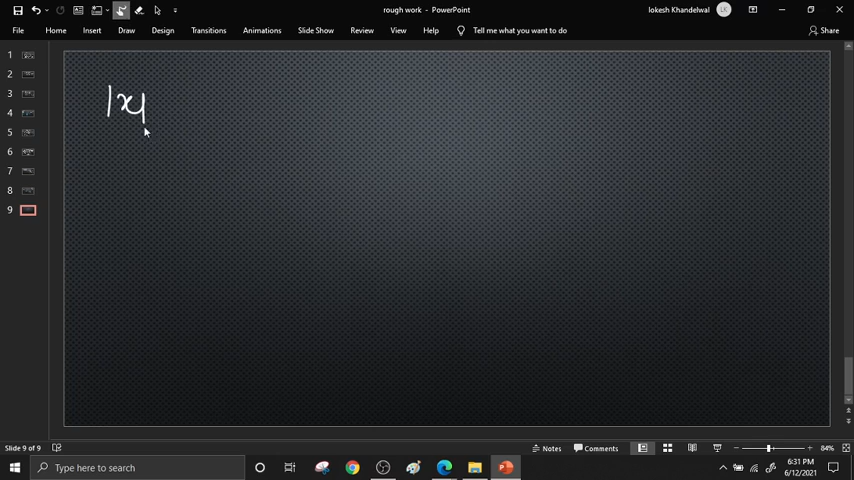 rough work - PowerPoint
lokesh Khandelwal
LK
File Home Insert Draw Design Transitions Animations Slide Show Review View Help Tell me what you want to do Share
1
2
3
4
5
6
7
8
9
|x|
Slide 9 of 9 Notes Comments 84%
Type here to search
6:31 PM
6/12/2021